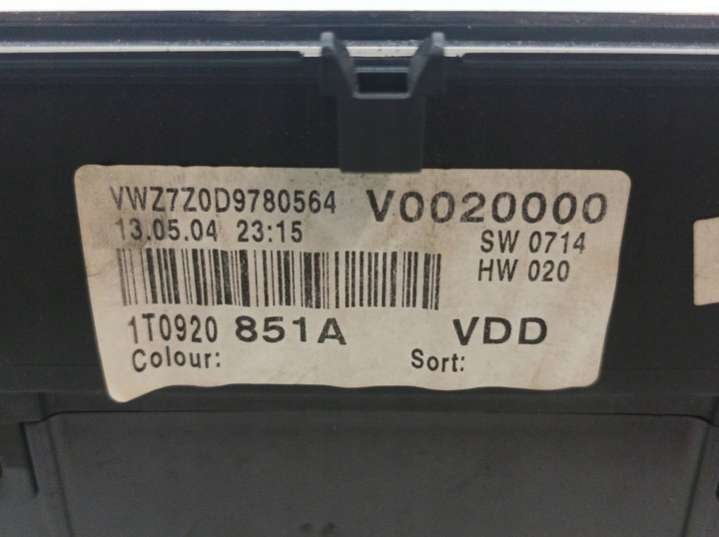 VWZ7Z0D9780564 V0020000
13.05.04 23:15 SW 0714
HW 020
1T0920 851A VDD
Colour: Sort: